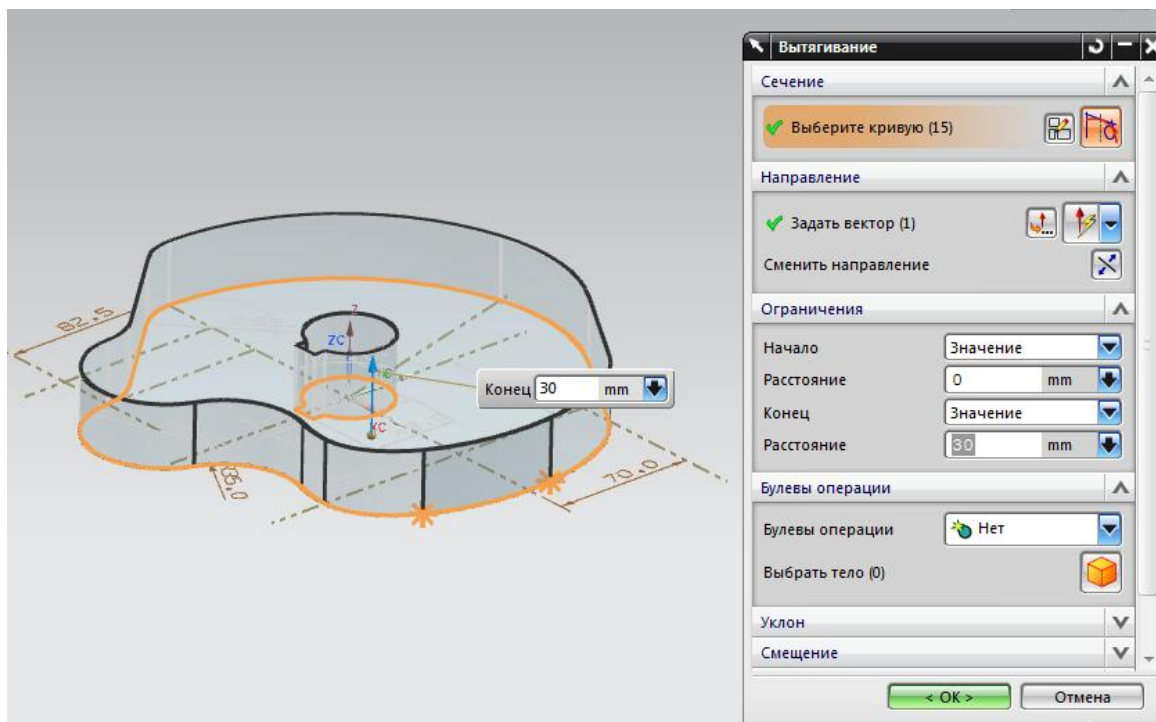 Вытягивание
Сечение
Выберите кривую (15)
Направление
Задать вектор (1)
Сменить направление
Ограничения
Начало Значение
Расстояние 0 mm
Конец Значение
Расстояние 30 mm
Булевы операции
Булевы операции Нет
Выбрать тело (0)
Уклон
Смещение
< OK > Отмена
82.5
Z
ZC
Конец 30 mm
XC
70.0